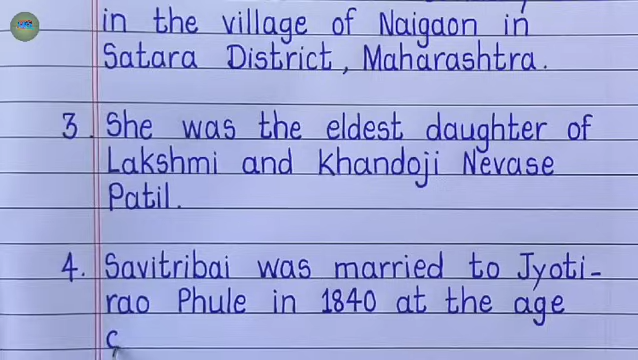 in the village of Naigaon in
Satara District, Maharashtra.
3. She was the eldest daughter of
Lakshmi and Khandoji Nevase
Patil.
4. Savitribai was married to Jyoti-
rao Phule in 1840 at the age